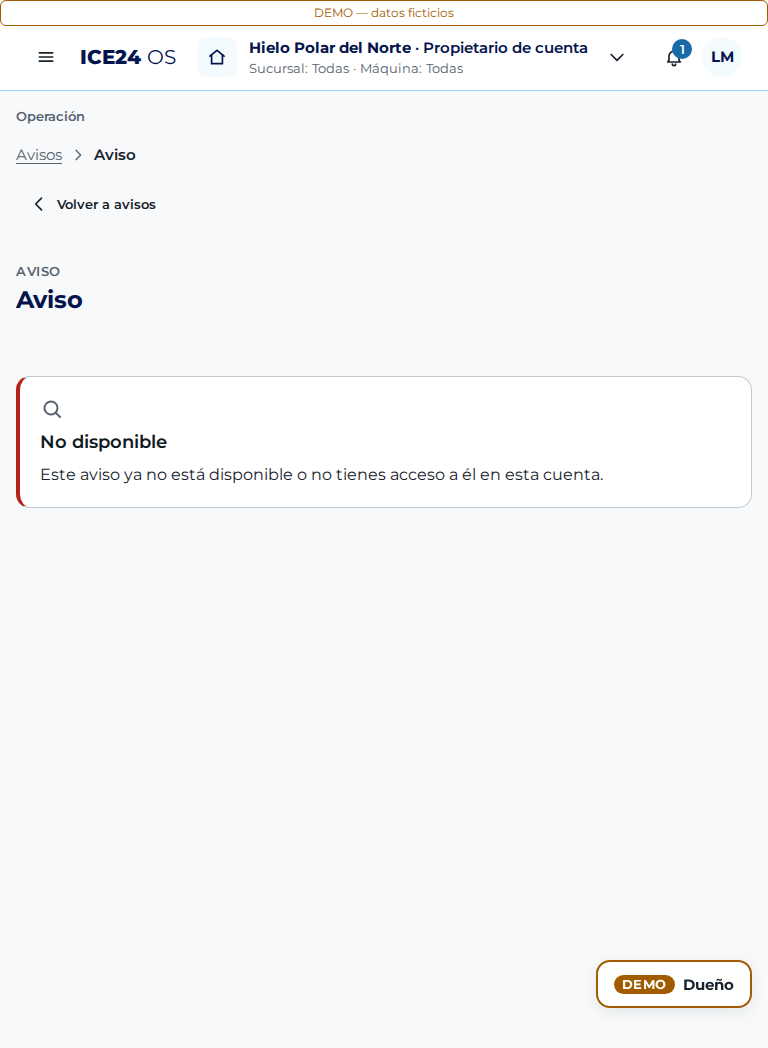 DEMO — datos ficticios
ICE24 OS
Hielo Polar del Norte · Propietario de cuenta
Sucursal: Todas · Máquina: Todas
1
LM
Operación
Avisos > Aviso
Volver a avisos
AVISO
Aviso
No disponible
Este aviso ya no está disponible o no tienes acceso a él en esta cuenta.
DEMO Dueño